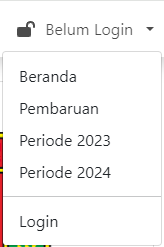 Belum Login
Beranda
Pembaruan
Periode 2023
Periode 2024
Login